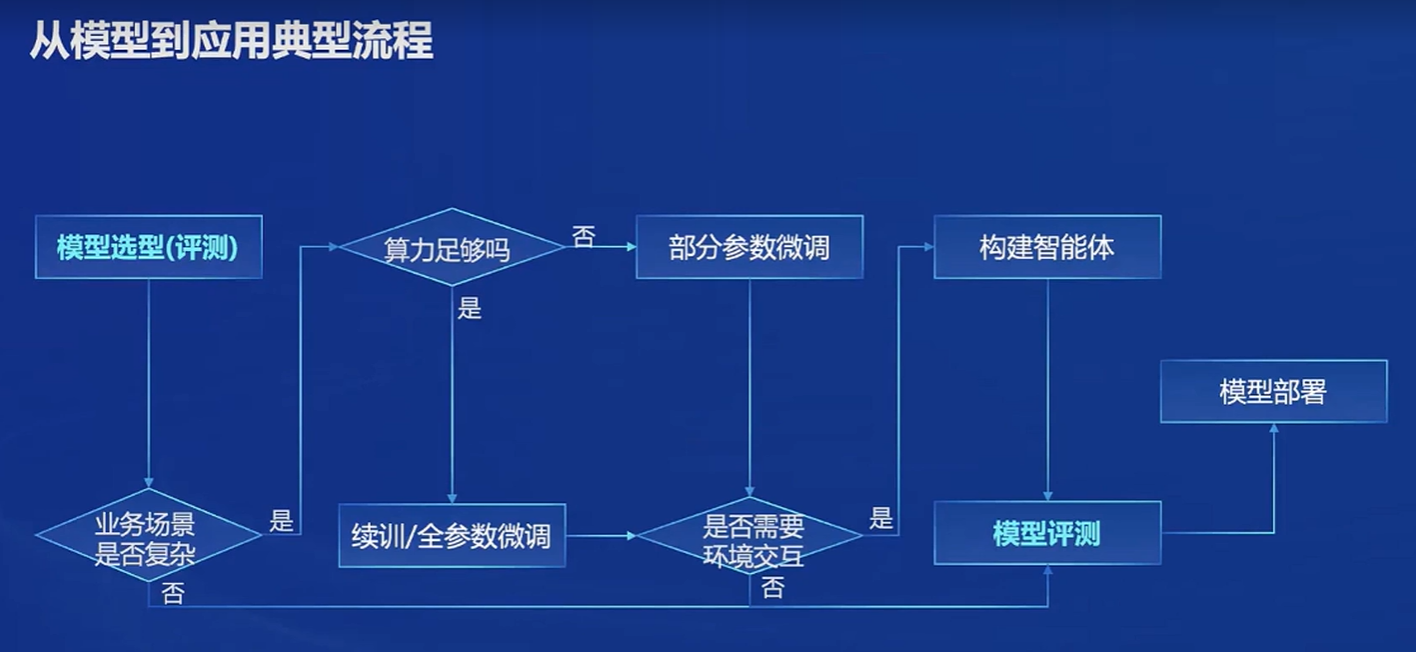 从模型到应用典型流程
模型选型(评测)
算力足够吗
否
部分参数微调
构建智能体
是
模型部署
业务场景
是否复杂
是
续训/全参数微调
是否需要
环境交互
是
模型评测
否
否